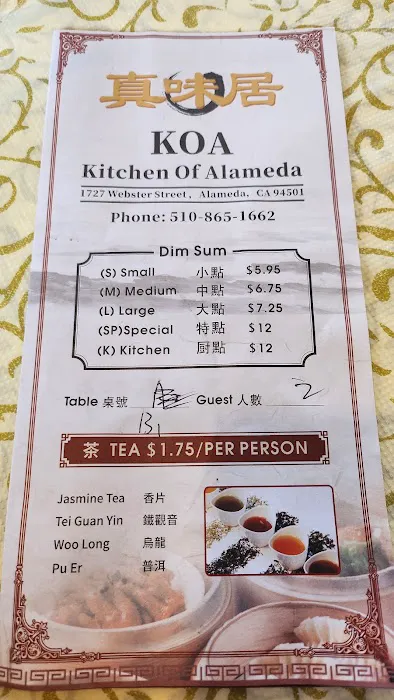 真味居
KOA
Kitchen Of Alameda
1727 Webster Street, Alameda, CA 94501
Phone: 510-865-1662
Dim Sum
(S) Small 小點 $5.95
(M) Medium 中點 $6.75
(L) Large 大點 $7.25
(SP)Special 特點 $12
(K) Kitchen 厨點 $12
Table 桌號 Guest 人數 2
B1
茶 TEA $1.75/PER PERSON
Jasmine Tea 香片
Tei Guan Yin 鐵觀音
Woo Long 烏龍
Pu Er 普洱